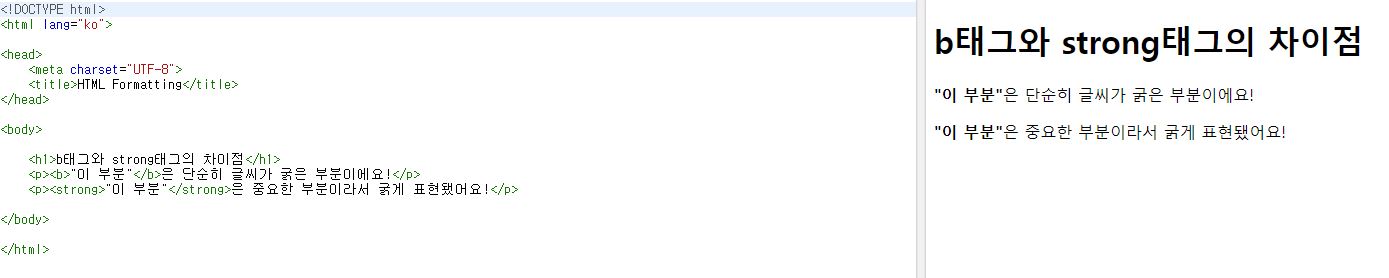 <!DOCTYPE html>
<html lang="ko">
<head>
<meta charset="UTF-8">
<title>HTML Formatting</title>
</head>
<body>
<h1>b태그와 strong태그의 차이점</h1>
<p><b>"이 부분"</b>은 단순히 글씨가 굵은 부분이에요!</p>
<p><strong>"이 부분"</strong>은 중요한 부분이라서 굵게 표현됐어요!</p>
</body>
</html>
b태그와 strong태그의 차이점
"이 부분"은 단순히 글씨가 굵은 부분이에요!
"이 부분"은 중요한 부분이라서 굵게 표현됐어요!